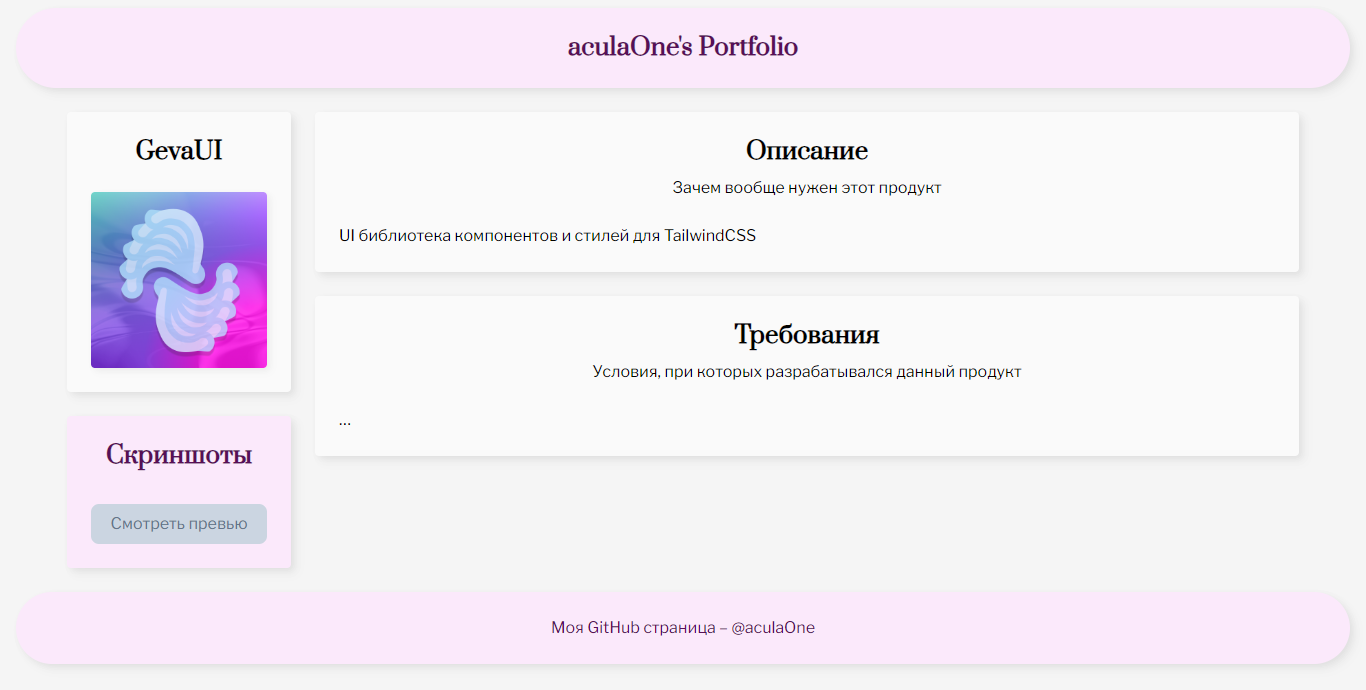 aculaOne's Portfolio
GevaUI
Скриншоты
Смотреть превью
Описание
Зачем вообще нужен этот продукт
UI библиотека компонентов и стилей для TailwindCSS
Требования
Условия, при которых разрабатывался данный продукт
...
Моя GitHub страница – @aculaOne